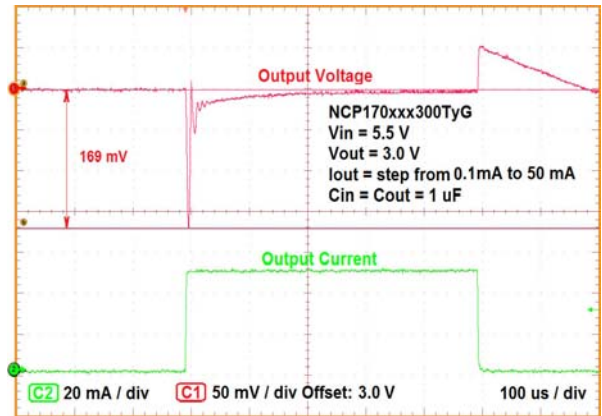 Output Voltage
NCP170xxx300TyG
Vin = 5.5 V
Vout = 3.0 V
Iout = step from 0.1mA to 50 mA
Cin = Cout = 1 uF
169 mV
Output Current
C2 20 mA / div C1 50 mV / div Offset: 3.0 V 100 us / div